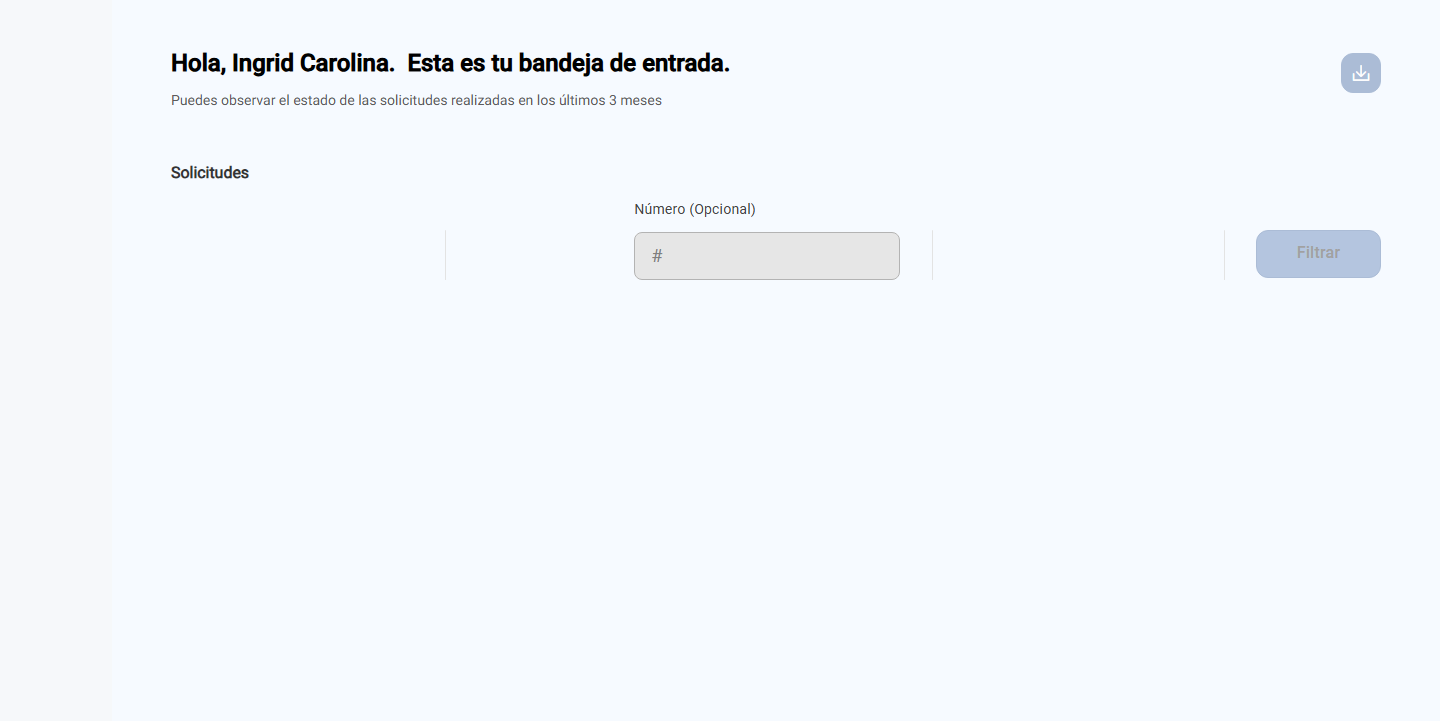 Hola, Ingrid Carolina.  Esta es tu bandeja de entrada.
Puedes observar el estado de las solicitudes realizadas en los últimos 3 meses
Solicitudes
Número (Opcional)
#
Filtrar